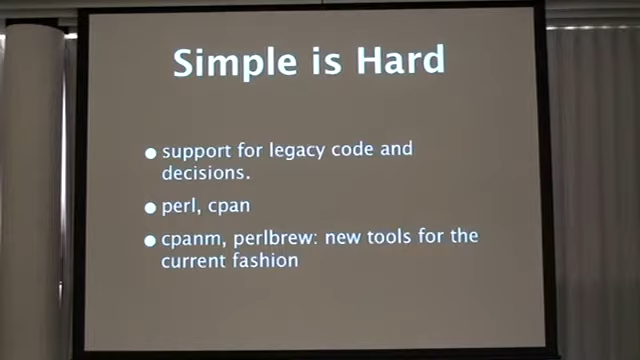 Simple is Hard
● support for legacy code and
decisions.
● perl, cpan
● cpanm, perlbrew: new tools for the
current fashion